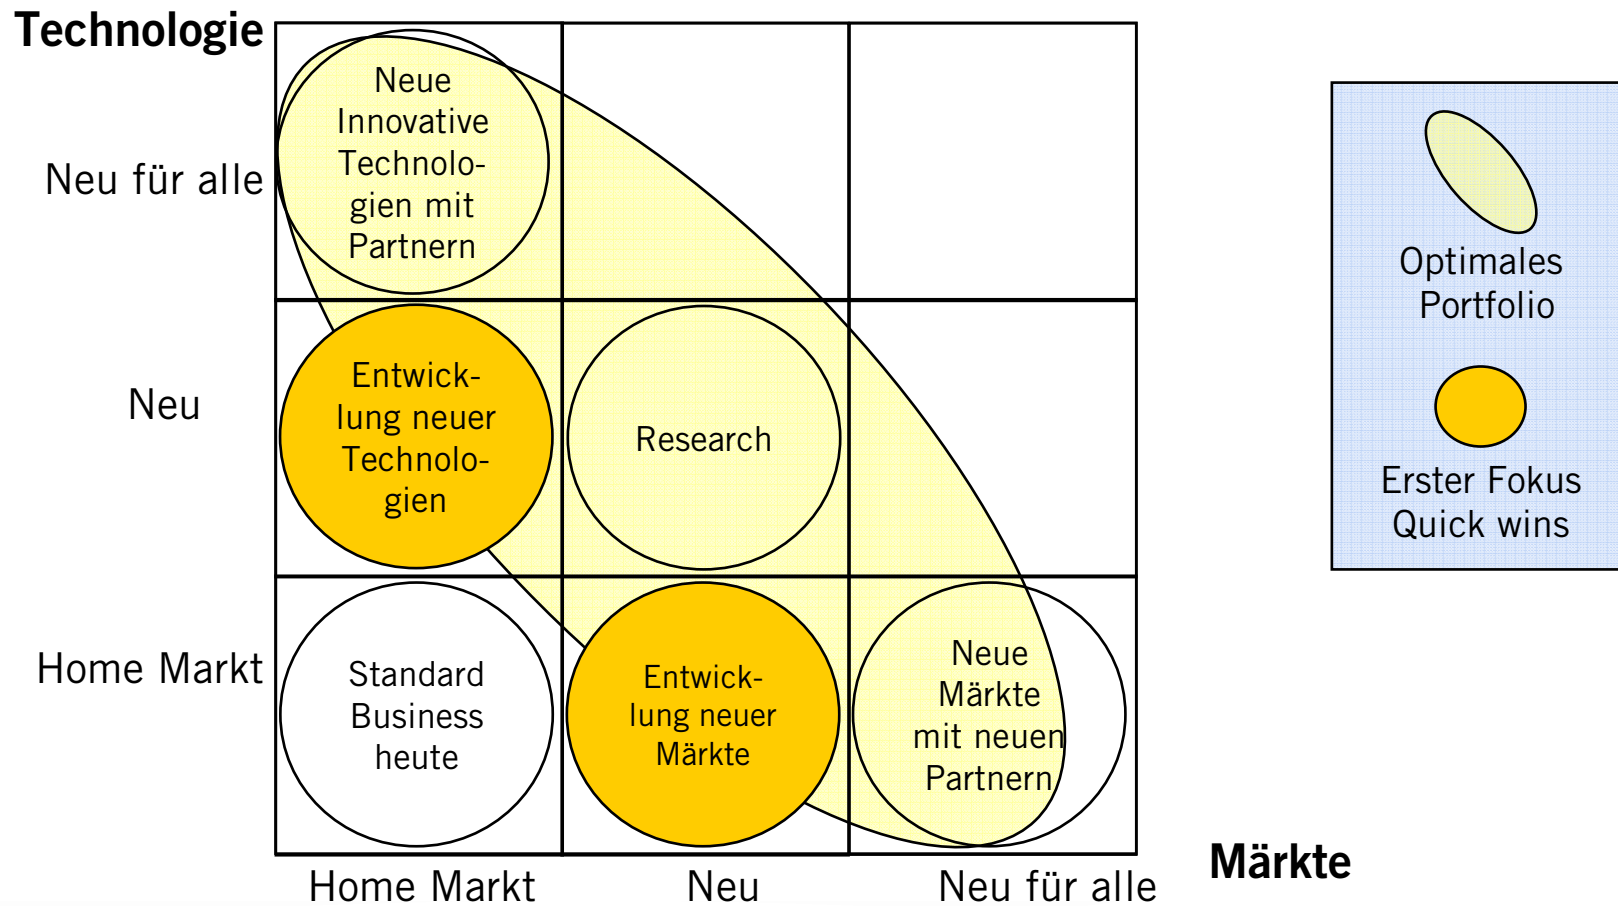 Technologie
Neu für alle
Neue
Innovative
Technolo-
gien mit
Partnern
Neu
Entwick-
lung neuer
Technolo-
gien
Research
Home Markt
Standard
Business
heute
Entwick-
lung neuer
Märkte
Neue
Märkte
mit neuen
Partnern
Home Markt
Neu
Neu für alle
Märkte
Optimales
Portfolio
Erster Fokus
Quick wins